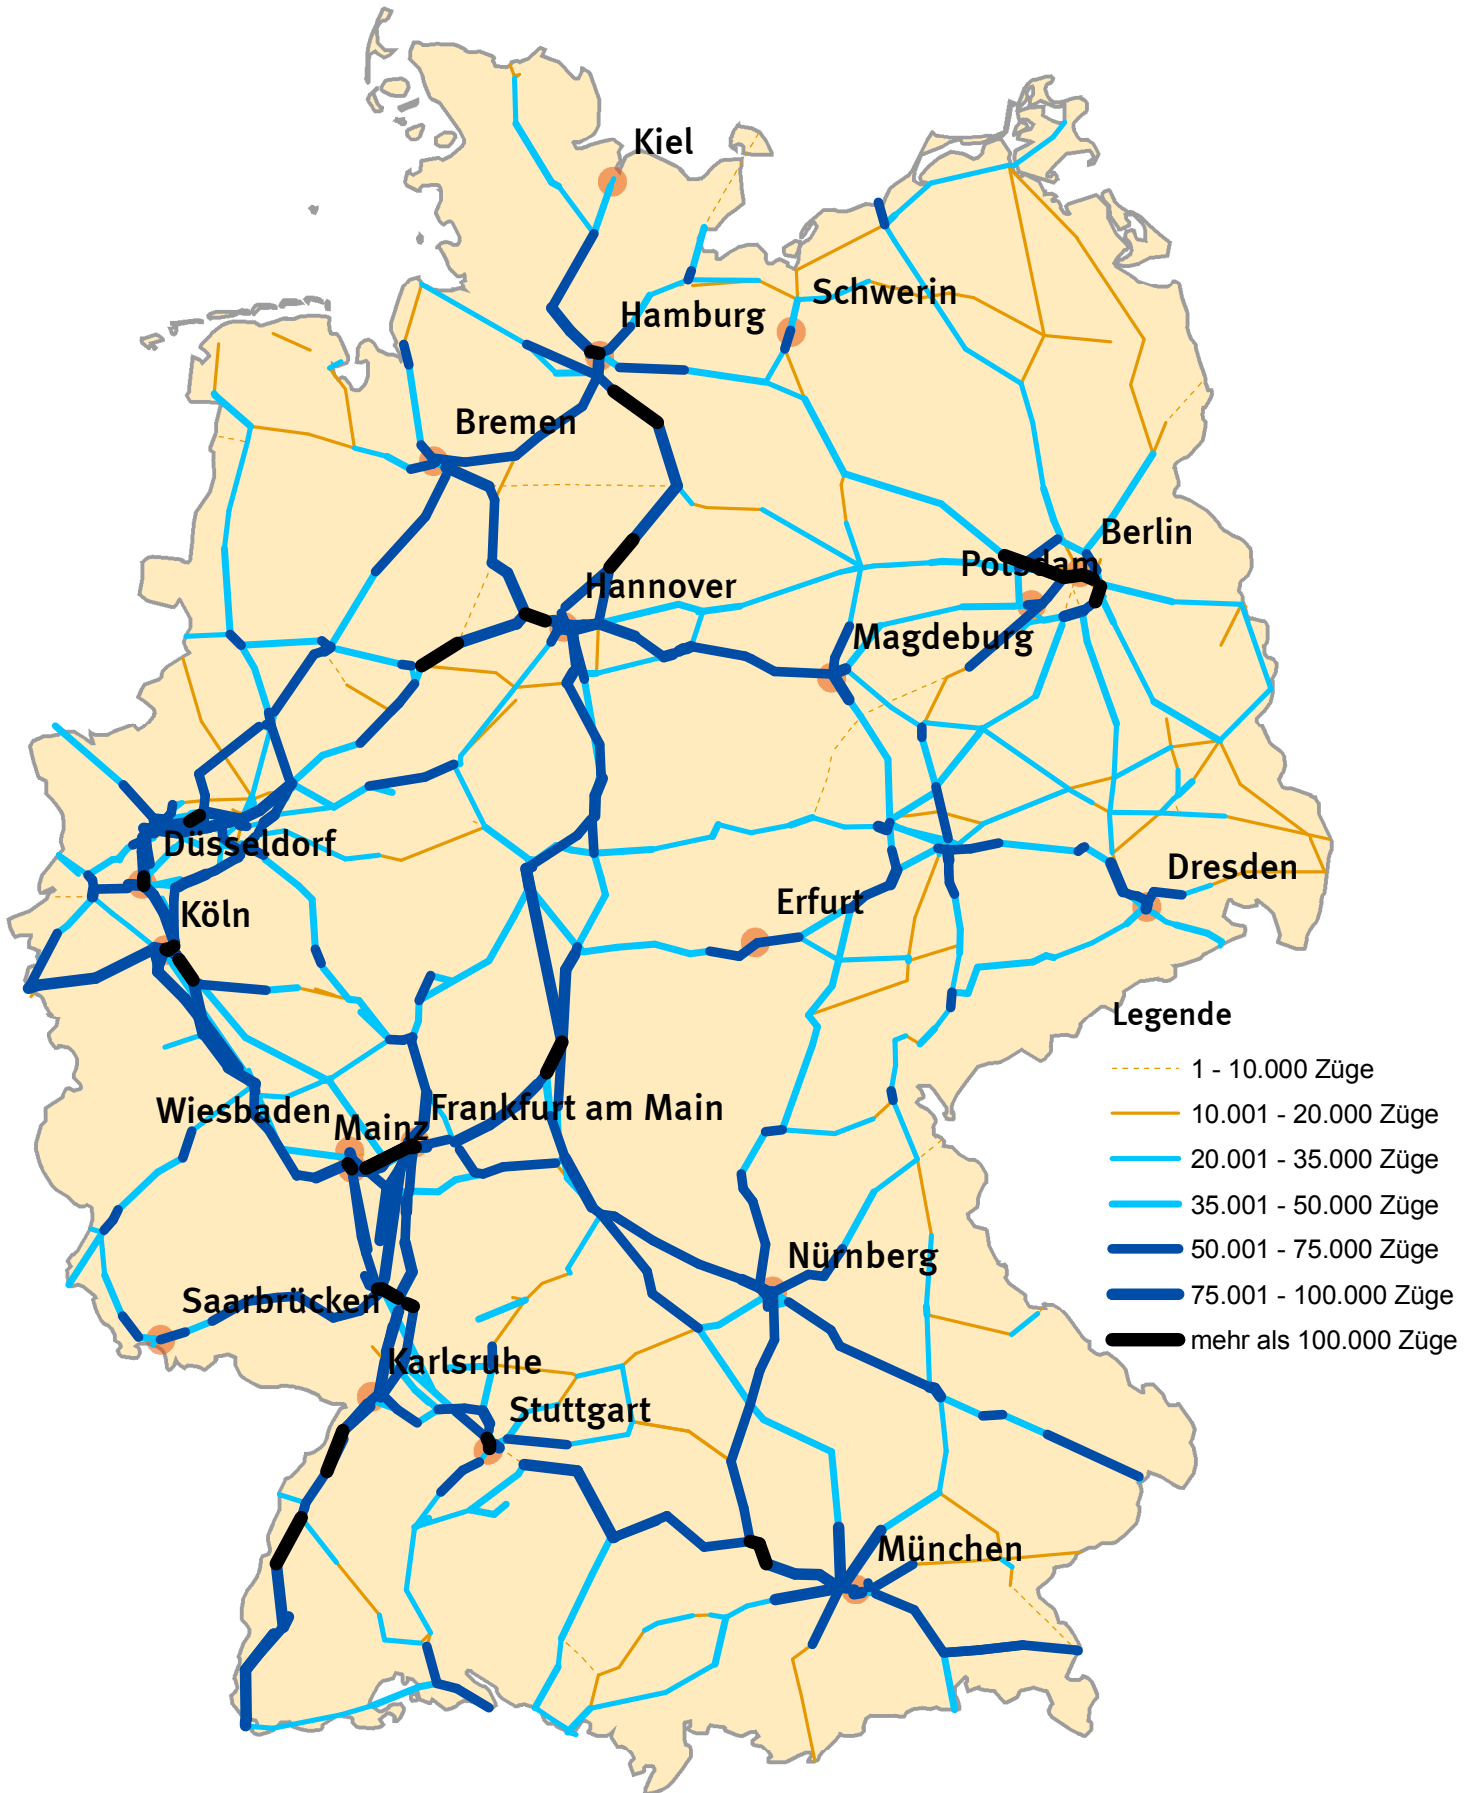 Kiel
Schwerin
Hamburg
Bremen
Berlin
Potsdam
Hannover
Magdeburg
Düsseldorf
Dresden
Erfurt
Köln
Legende
1 - 10.000 Züge
10.001 - 20.000 Züge
20.001 - 35.000 Züge
35.001 - 50.000 Züge
50.001 - 75.000 Züge
75.001 - 100.000 Züge
mehr als 100.000 Züge
Wiesbaden
Frankfurt am Main
Mainz
Nürnberg
Saarbrücken
Karlsruhe
Stuttgart
München